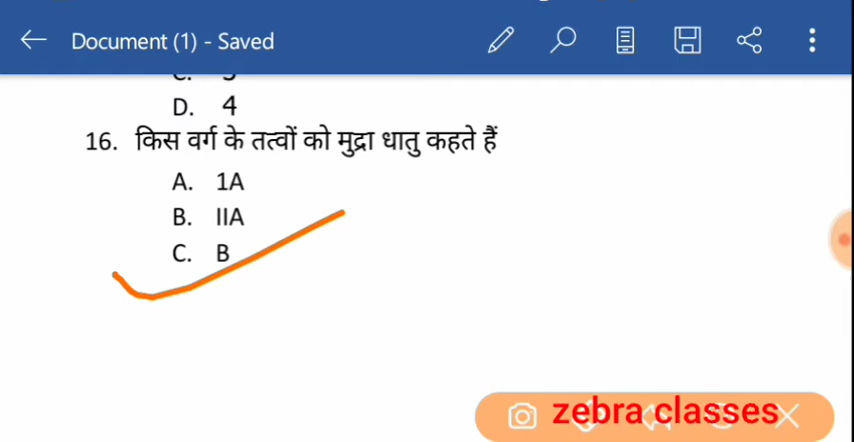 Document (1) - Saved
D. 4
16. किस वर्ग के तत्वों को मुद्रा धातु कहते हैं
A. 1A
B. IIA
C. B
zebra classes